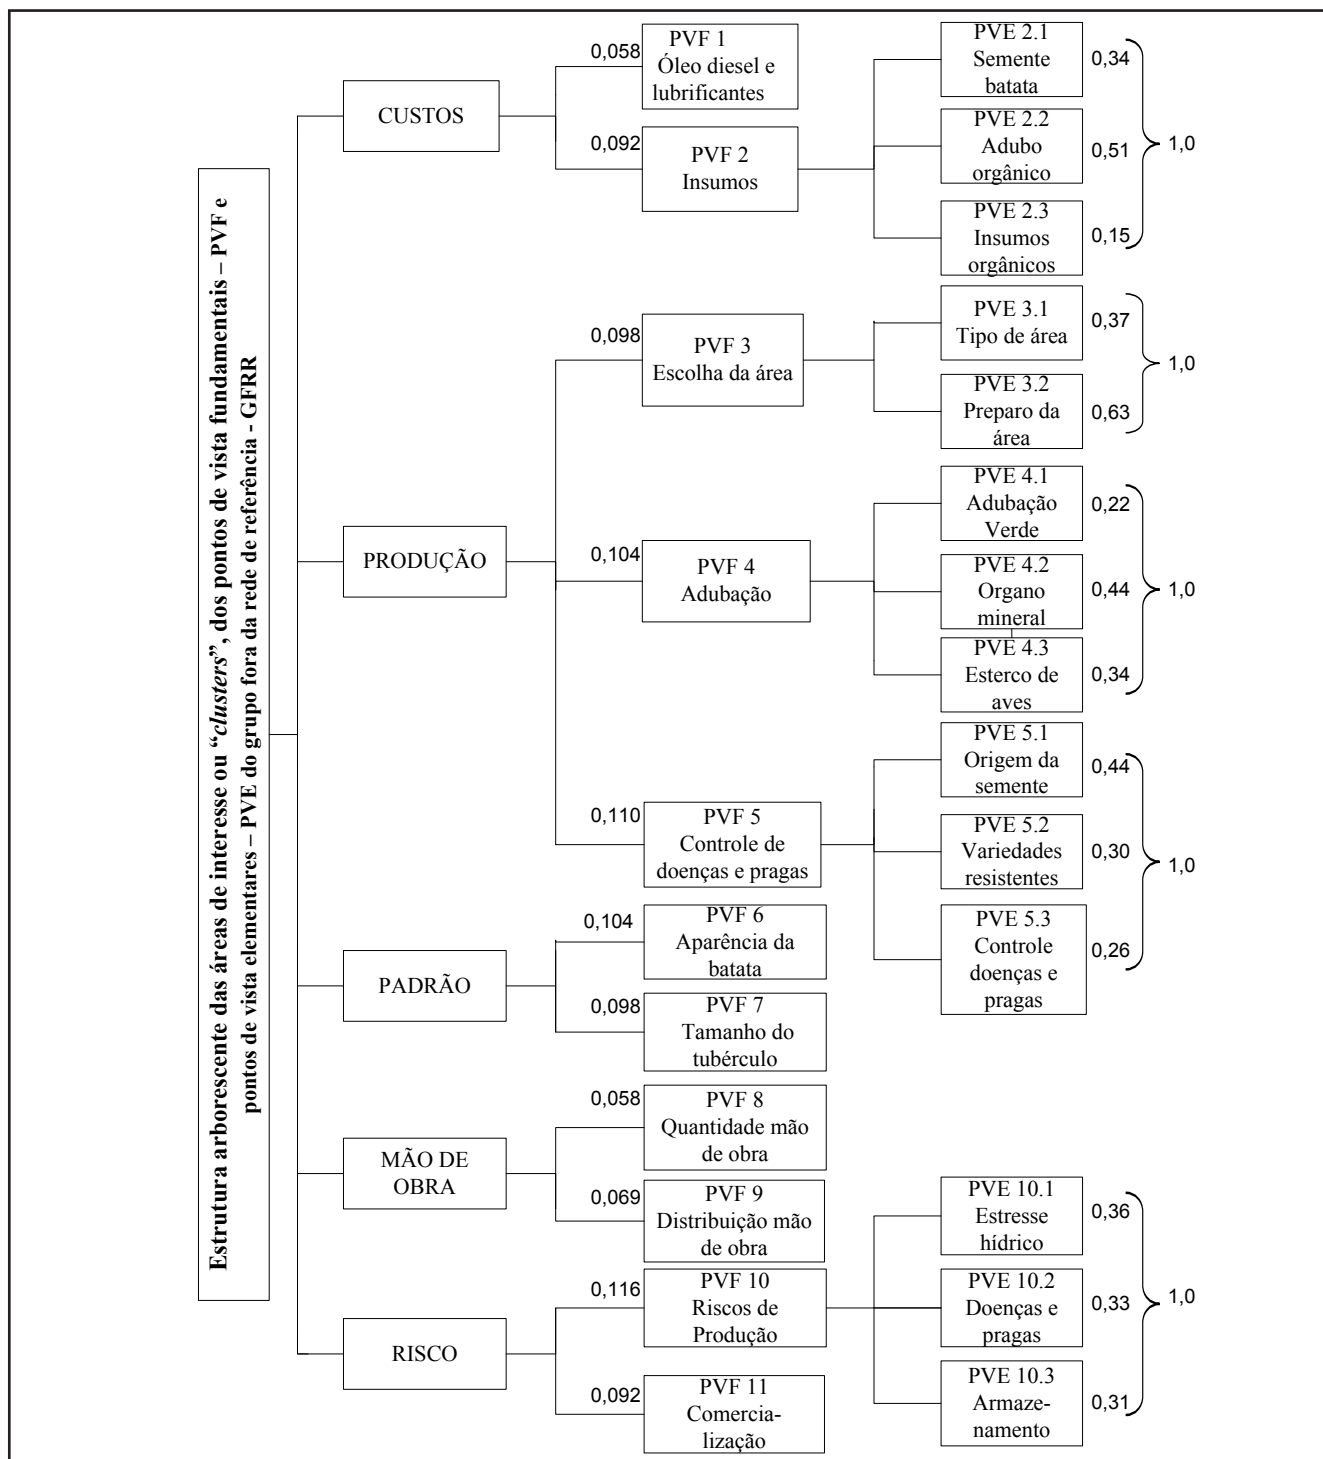 Estrutura arborescente das áreas de interesse ou “clusters”, dos pontos de vista fundamentais – PVF e
pontos de vista elementares – PVE do grupo fora da rede de referência - GFRR
CUSTOS
0,058
PVF 1
Óleo diesel e
lubrificantes
0,092
PVF 2
Insumos
PVE 2.1
Semente
batata
0,34
PVE 2.2
Adubo
orgânico
0,51
PVE 2.3
Insumos
orgânicos
0,15
1,0
PRODUÇÃO
0,098
PVF 3
Escolha da área
PVE 3.1
Tipo de área
0,37
PVE 3.2
Preparo da
área
0,63
1,0
0,104
PVF 4
Adubação
PVE 4.1
Adubação
Verde
0,22
PVE 4.2
Organo
mineral
0,44
PVE 4.3
Esterco de
aves
0,34
1,0
0,110
PVF 5
Controle de
doenças e pragas
PVE 5.1
Origem da
semente
0,44
PVE 5.2
Variedades
resistentes
0,30
PVE 5.3
Controle
doenças e
pragas
0,26
1,0
PADRÃO
0,104
PVF 6
Aparência da
batata
0,098
PVF 7
Tamanho do
tubérculo
MÃO DE
OBRA
0,058
PVF 8
Quantidade mão
de obra
0,069
PVF 9
Distribuição mão
de obra
RISCO
0,116
PVF 10
Riscos de
Produção
PVE 10.1
Estresse
hídrico
0,36
PVE 10.2
Doenças e
pragas
0,33
PVE 10.3
Armaze-
namento
0,31
1,0
0,092
PVF 11
Comercia-
lização